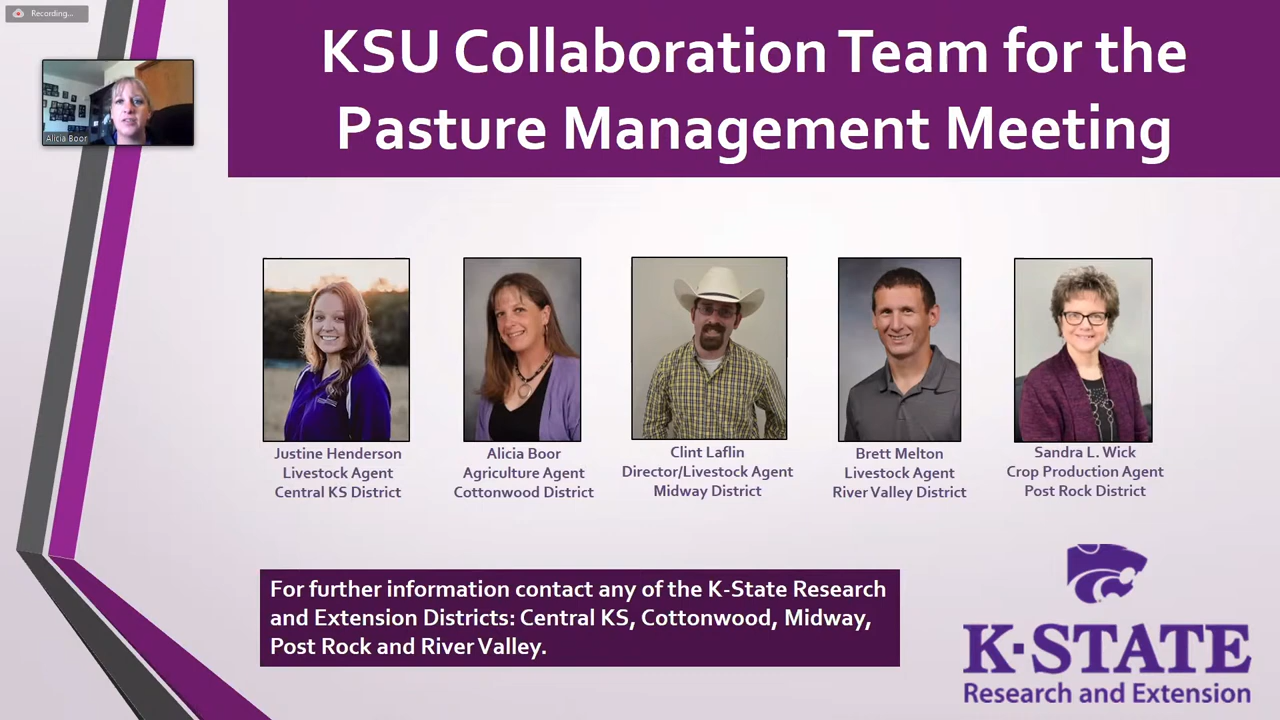 Recording...
Alicia Boor
KSU Collaboration Team for the
Pasture Management Meeting
Justine Henderson
Livestock Agent
Central KS District
Alicia Boor
Agriculture Agent
Cottonwood District
Clint Laflin
Director/Livestock Agent
Midway District
Brett Melton
Livestock Agent
River Valley District
Sandra L. Wick
Crop Production Agent
Post Rock District
For further information contact any of the K-State Research
and Extension Districts: Central KS, Cottonwood, Midway,
Post Rock and River Valley.
K-STATE
Research and Extension